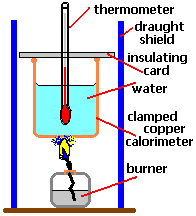 thermometer
draught
shield
insulating
card
water
clamped
copper
calorimeter
burner